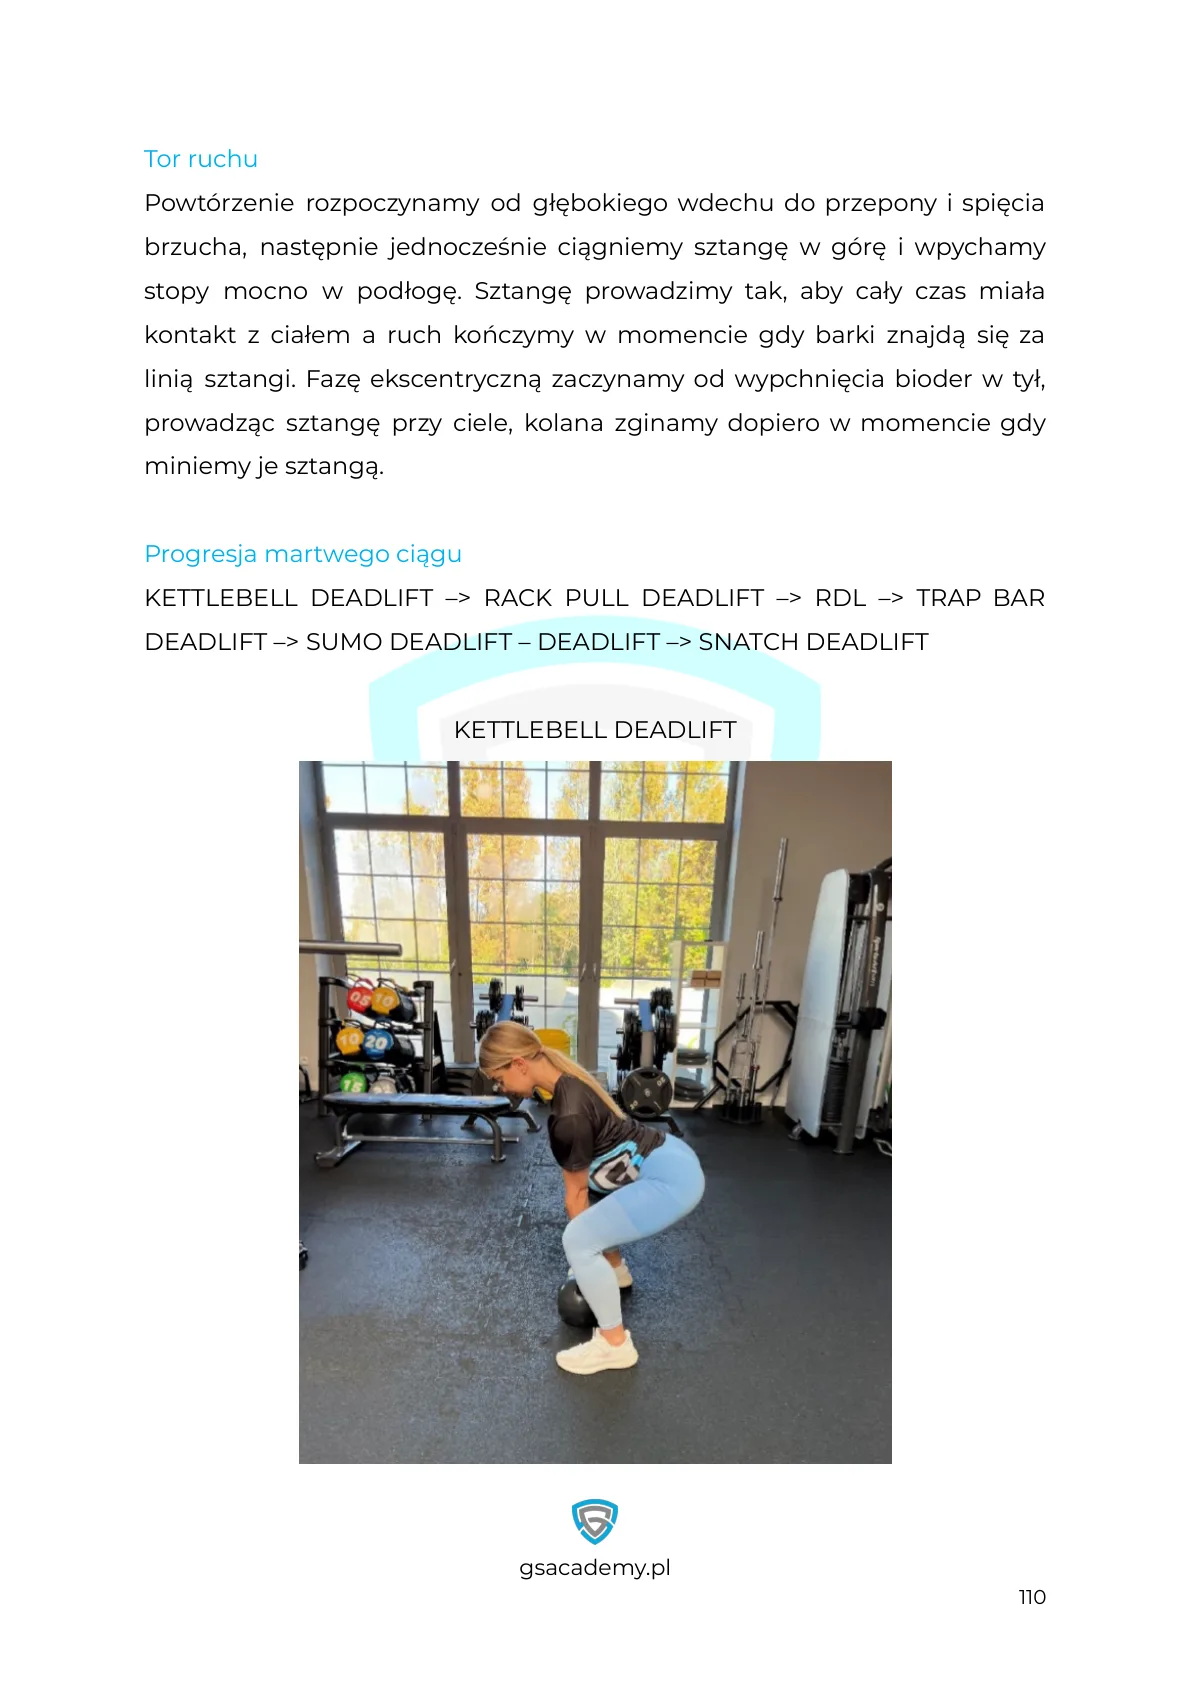 Tor ruchu
Powtórzenie rozpoczynamy od głębokiego wdechu do przepony i spięcia
brzucha, następnie jednocześnie ciągniemy sztangę w górę i wpychamy
stopy mocno w podłogę. Sztangę prowadzimy tak, aby cały czas miała
kontakt z ciałem a ruch kończymy w momencie gdy barki znajdą się za
linią sztangi. Fazę ekscentryczną zaczynamy od wypchnięcia bioder w tył,
prowadząc sztangę przy ciele, kolana zginamy dopiero w momencie gdy
miniemy je sztangą.
Progresja martwego ciągu
KETTLEBELL DEADLIFT –> RACK PULL DEADLIFT –> RDL –> TRAP BAR
DEADLIFT –> SUMO DEADLIFT – DEADLIFT –> SNATCH DEADLIFT
KETTLEBELL DEADLIFT
05 10
10 20
15
gsacademy.pl
110